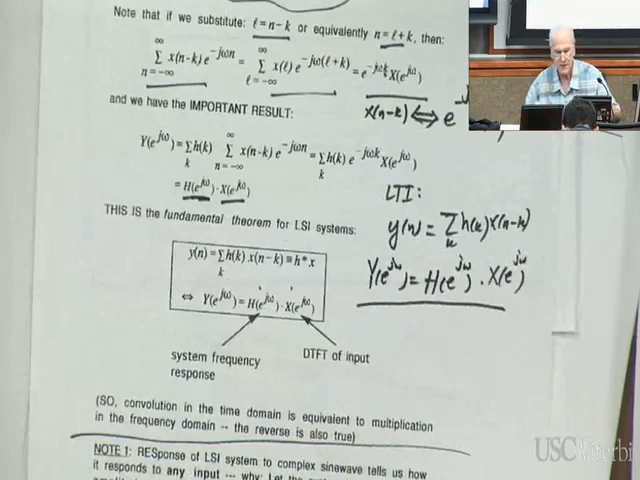 Note that if we substitute: ℓ = n - k or equivalently n = ℓ + k, then:
∞ ∞
∑ x(n-k) e^{-jωn} = ∑ x(ℓ) e^{-jω(ℓ+k)} = e^{-jωk} X(e^{jω})
n = -∞ ℓ = -∞
x(n-k) ⟺ e
and we have the IMPORTANT RESULT:
∞
Y(e^{jω}) = ∑ h(k) ∑ x(n-k) e^{-jωn} = ∑ h(k) e^{-jωk} X(e^{jω})
k n = -∞ k
= H(e^{jω}) · X(e^{jω})
LTI:
THIS IS the fundamental theorem for LSI systems:
y(n) = ∑ h(k) x(n-k)
k
y(n) = ∑ h(k) x(n-k) ≡ h * x
k
Y(e^{jω}) = H(e^{jω}) · X(e^{jω})
⇔ Y(e^{jω}) = H(e^{jω}) · X(e^{jω})
system frequency DTFT of input
response
(SO, convolution in the time domain is equivalent to multiplication
in the frequency domain -- the reverse is also true)
NOTE 1: RESponse of LSI system to complex sinewave tells us how
it responds to any input --- why: Let the
USC Viterbi